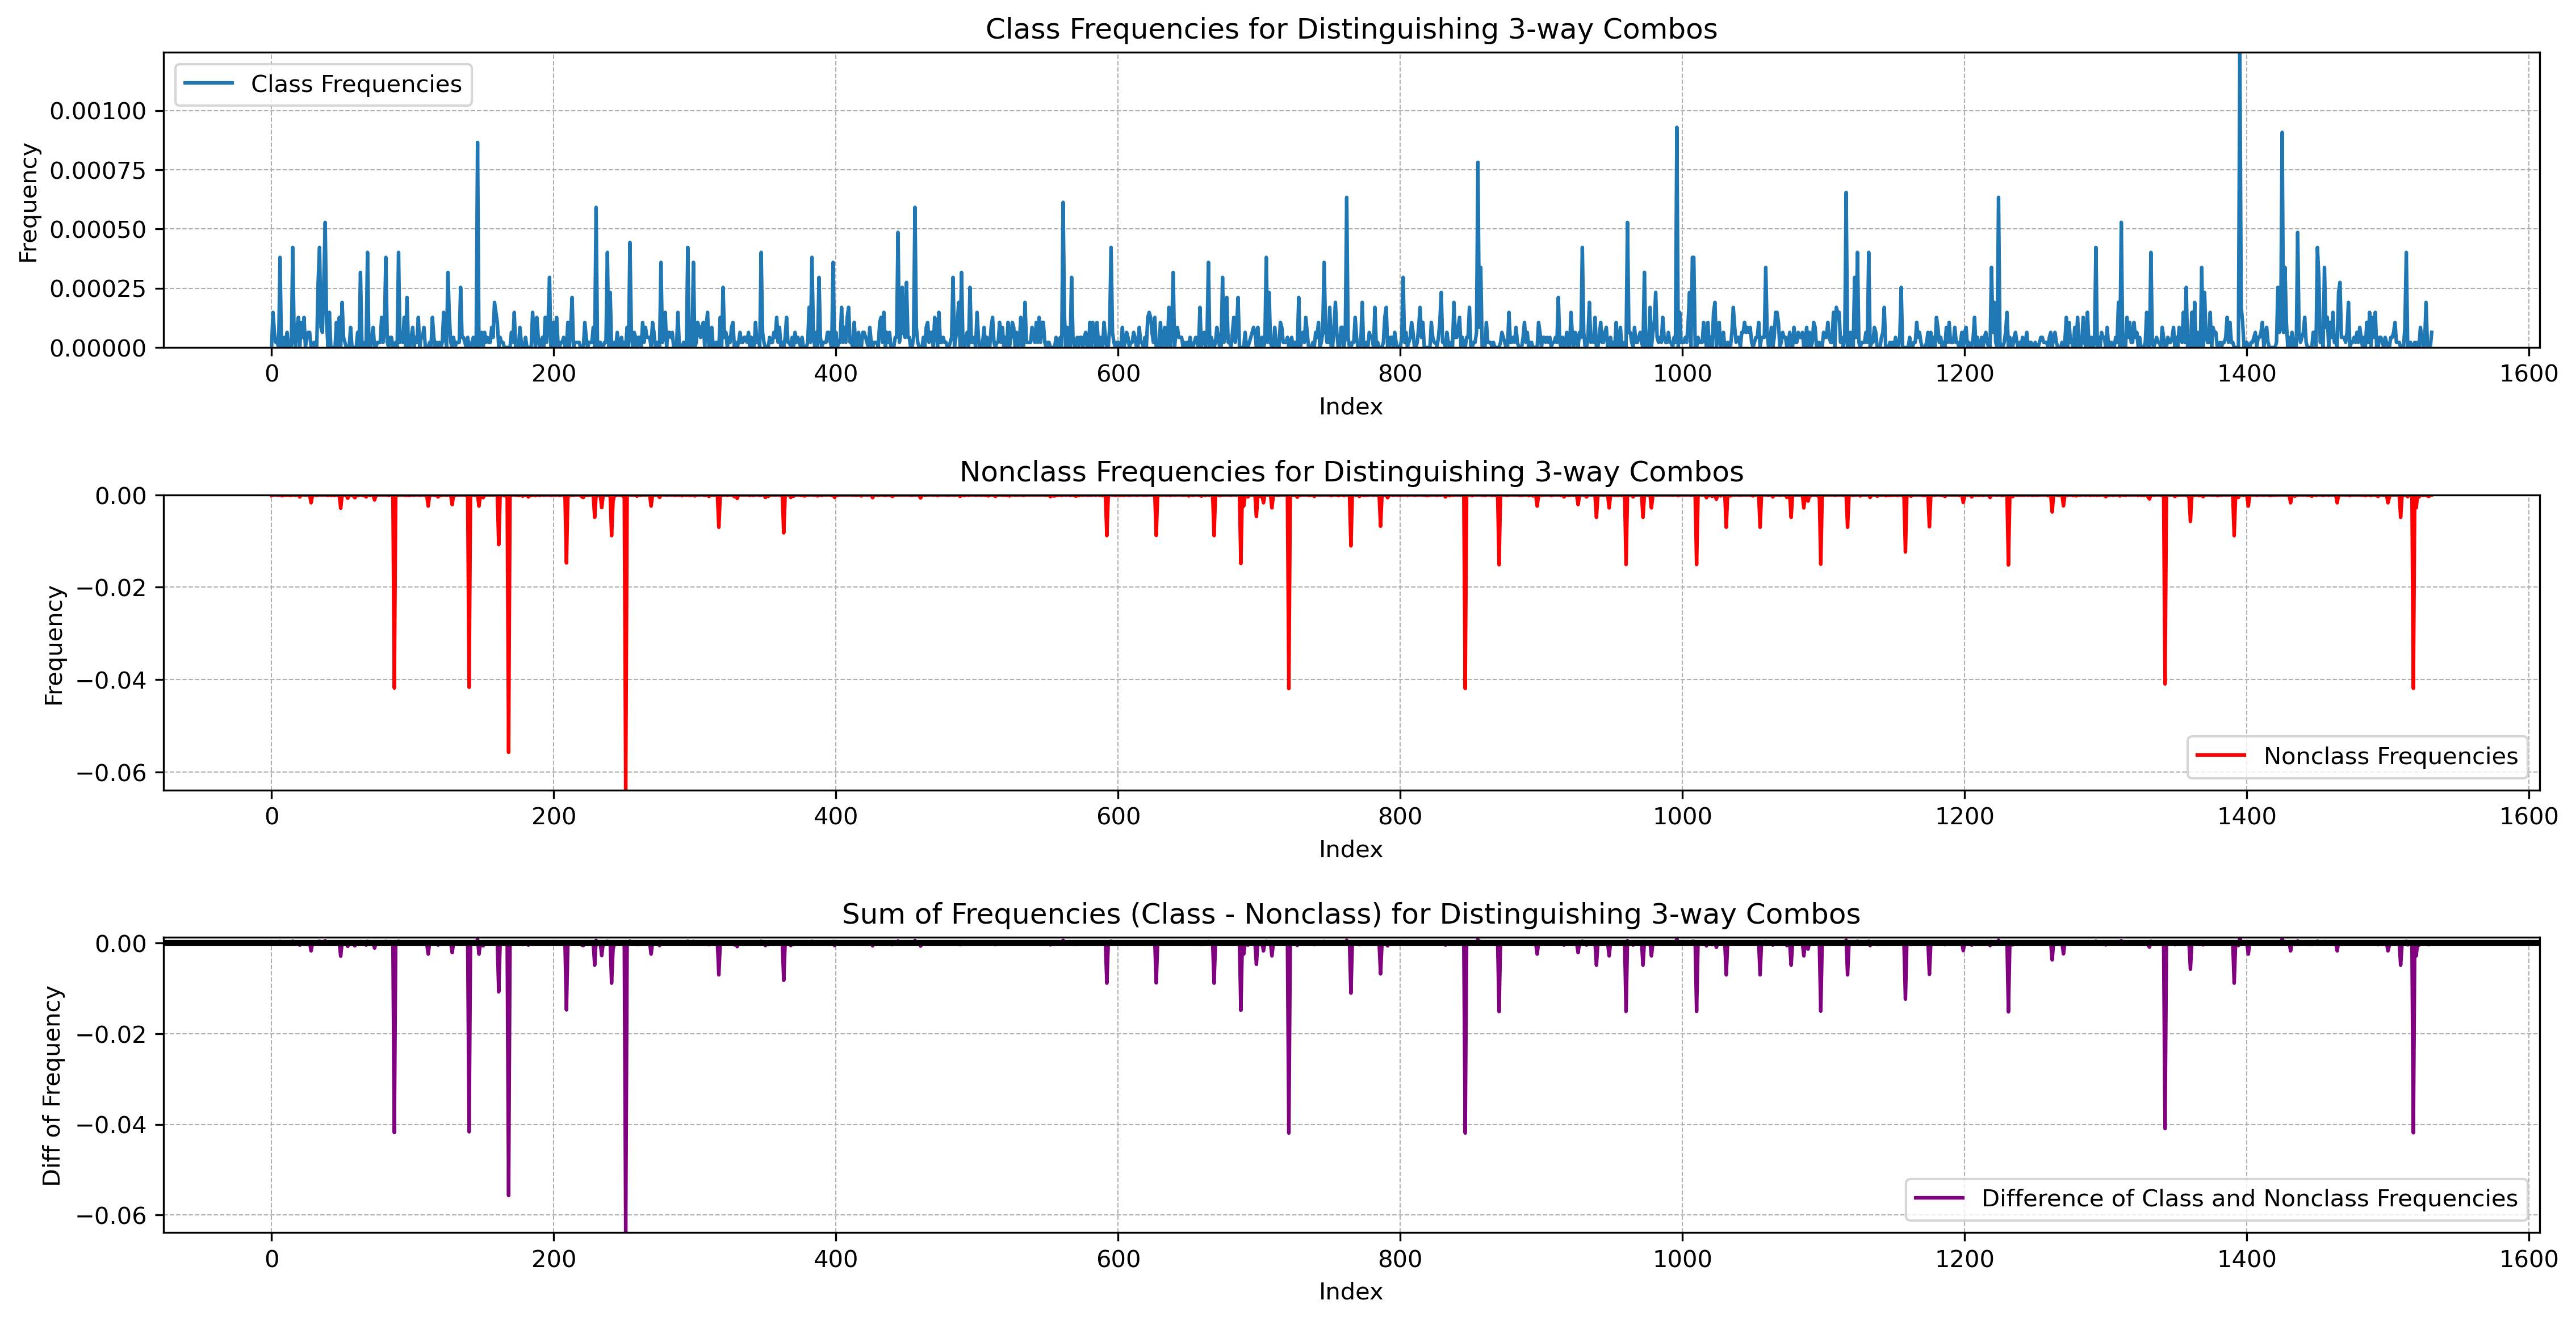 Class Frequencies for Distinguishing 3-way Combos
Class Frequencies
0.00100
0.00075
0.00050
0.00025
0.00000
Frequency
0 200 400 600 800 1000 1200 1400 1600
Index
Nonclass Frequencies for Distinguishing 3-way Combos
0.00
−0.02
−0.04
−0.06
Frequency
Nonclass Frequencies
0 200 400 600 800 1000 1200 1400 1600
Index
Sum of Frequencies (Class - Nonclass) for Distinguishing 3-way Combos
0.00
−0.02
−0.04
−0.06
Diff of Frequency
Difference of Class and Nonclass Frequencies
0 200 400 600 800 1000 1200 1400 1600
Index